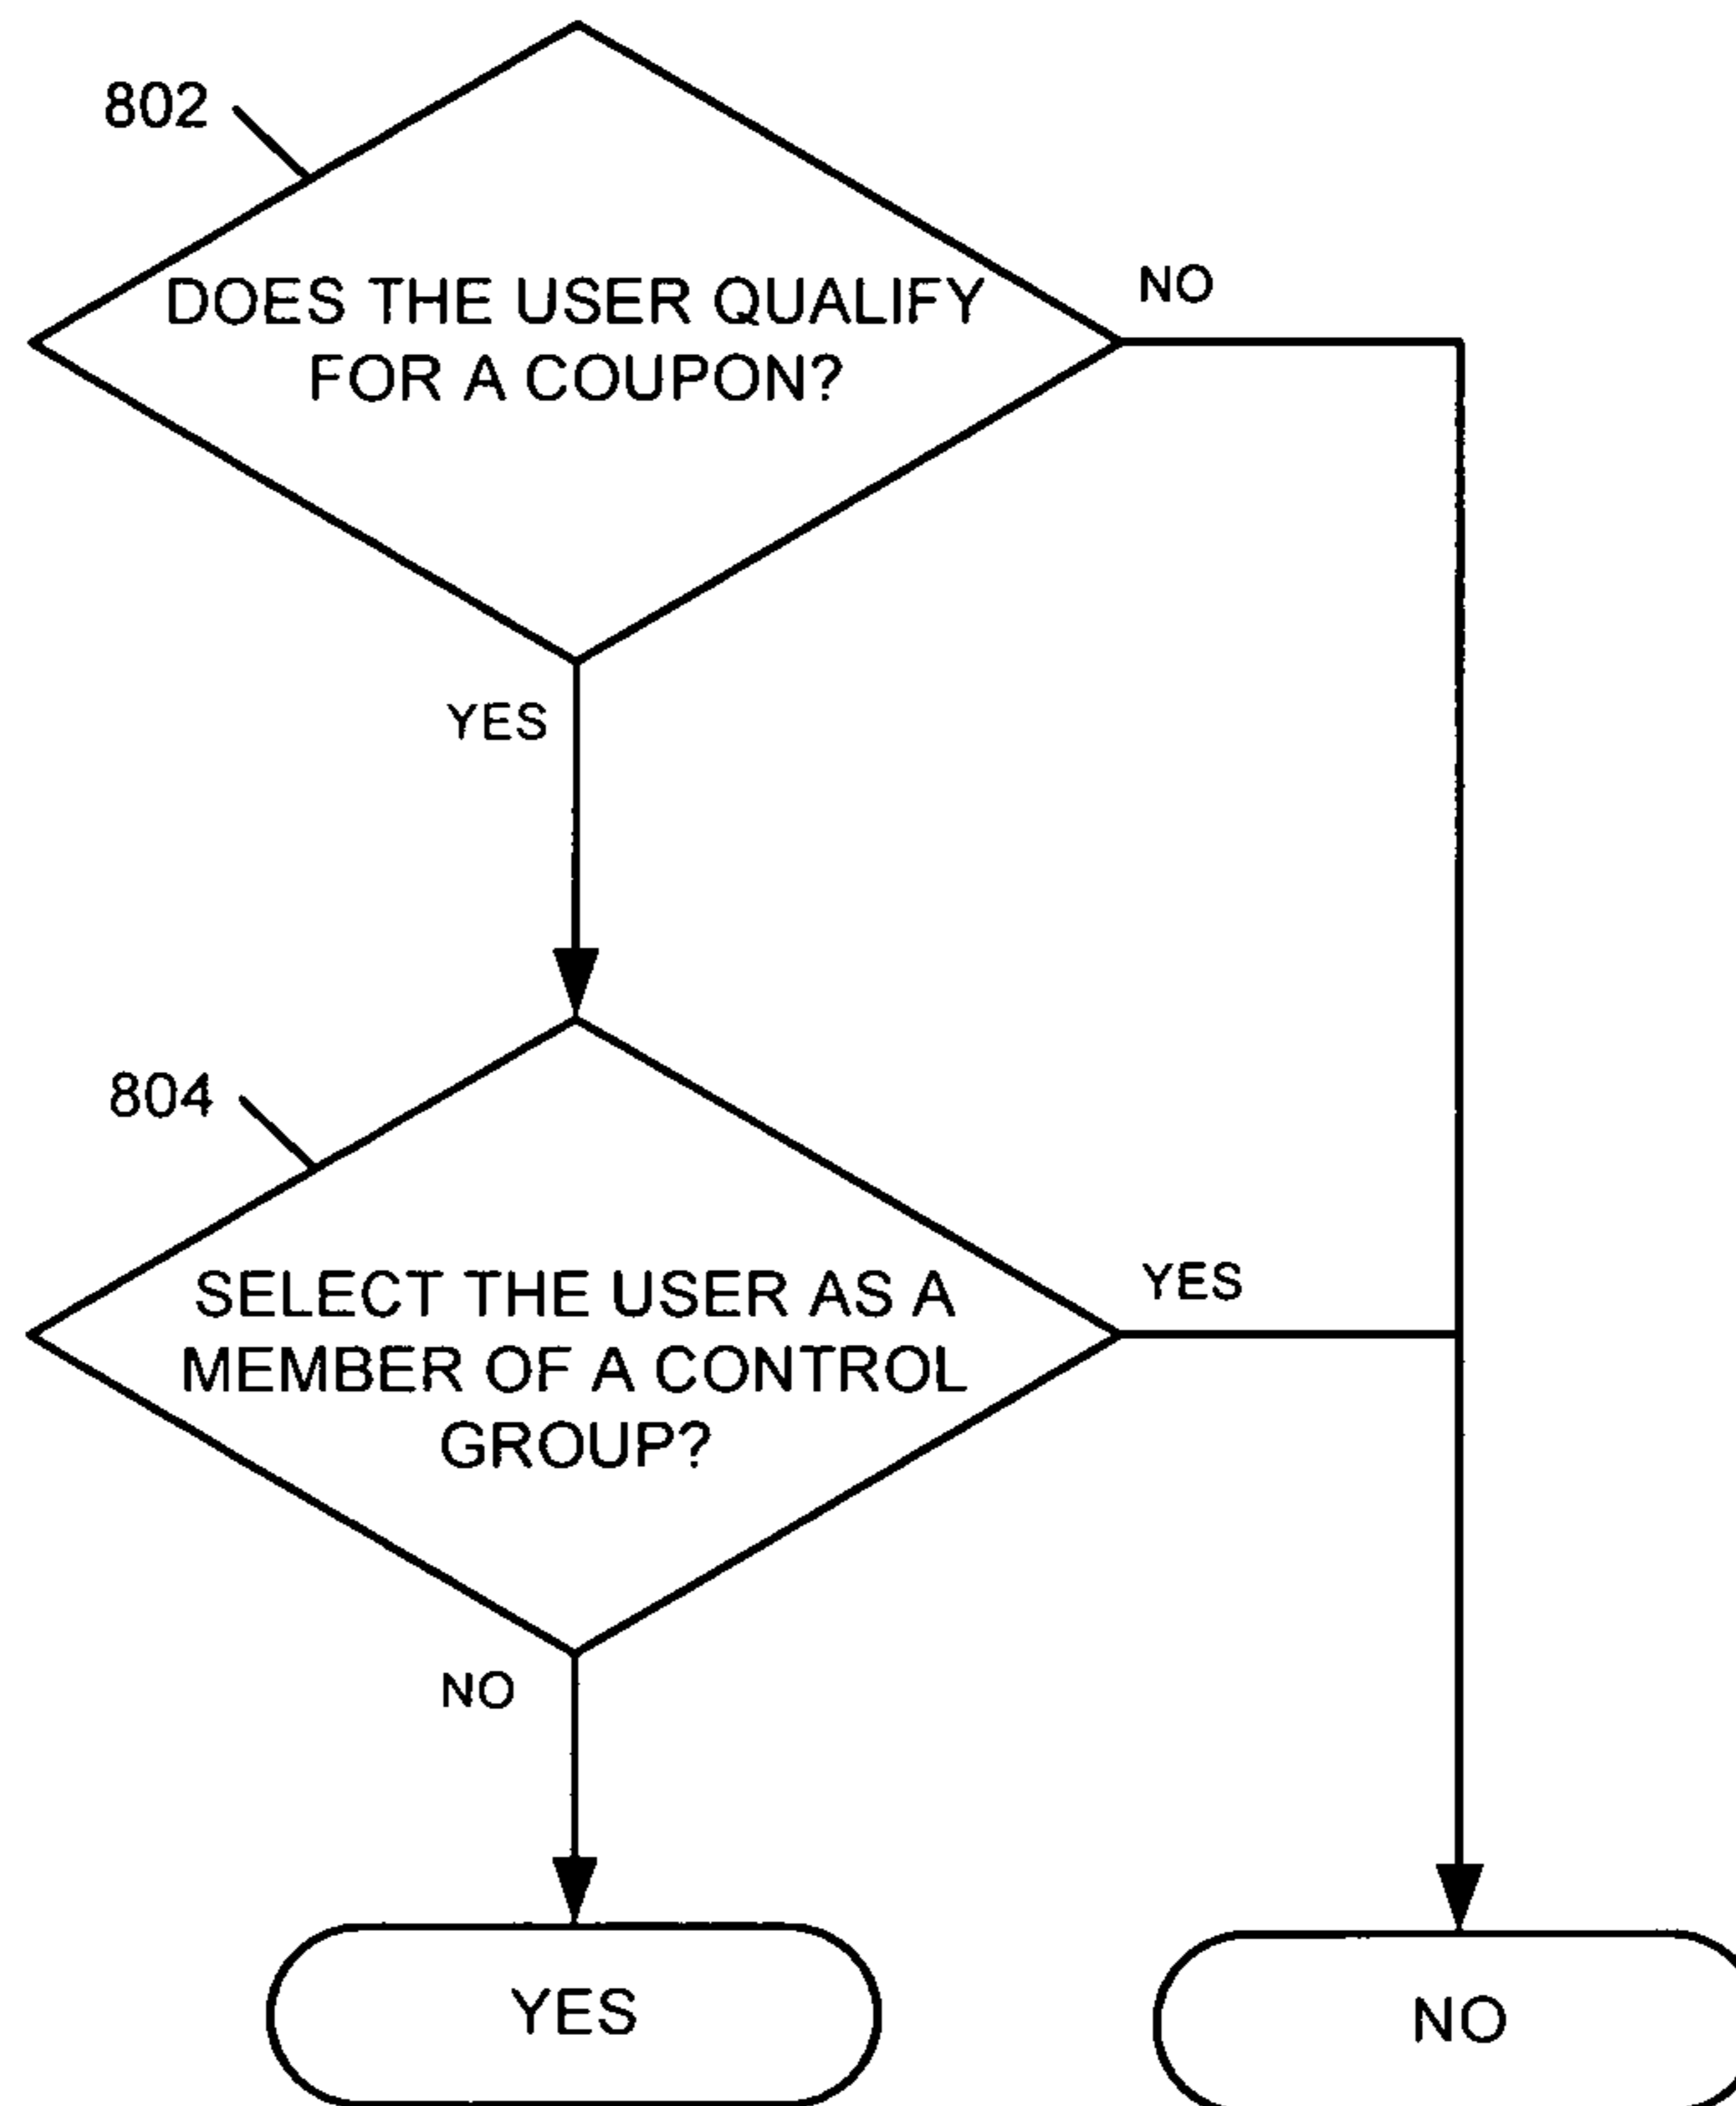 802
DOES THE USER QUALIFY
FOR A COUPON?
NO
YES
804
SELECT THE USER AS A
MEMBER OF A CONTROL
GROUP?
YES
NO
YES
NO